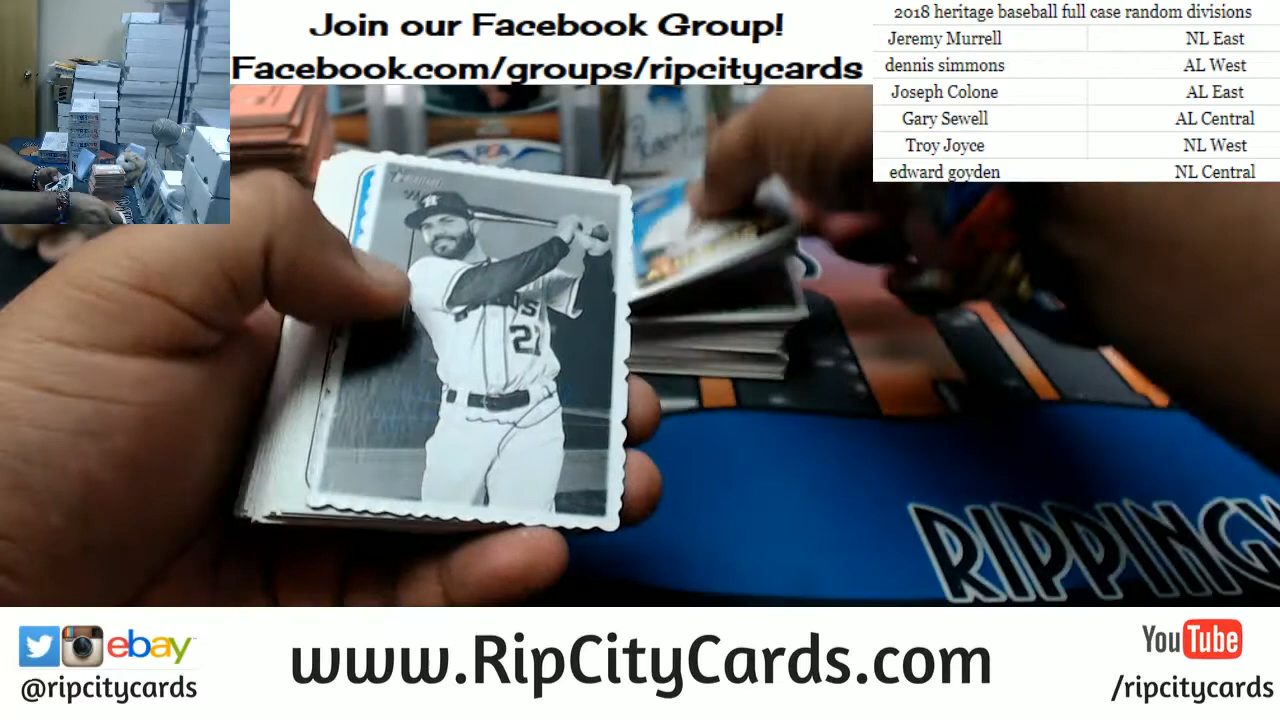 Join our Facebook Group!
Facebook.com/groups/ripcitycards
2018 heritage baseball full case random divisions
Jeremy Murrell NL East
dennis simmons AL West
Joseph Colone AL East
Gary Sewell AL Central
Troy Joyce NL West
edward goyden NL Central
RIPPING
ebay
@ripcitycards
www.RipCityCards.com
YouTube
/ripcitycards